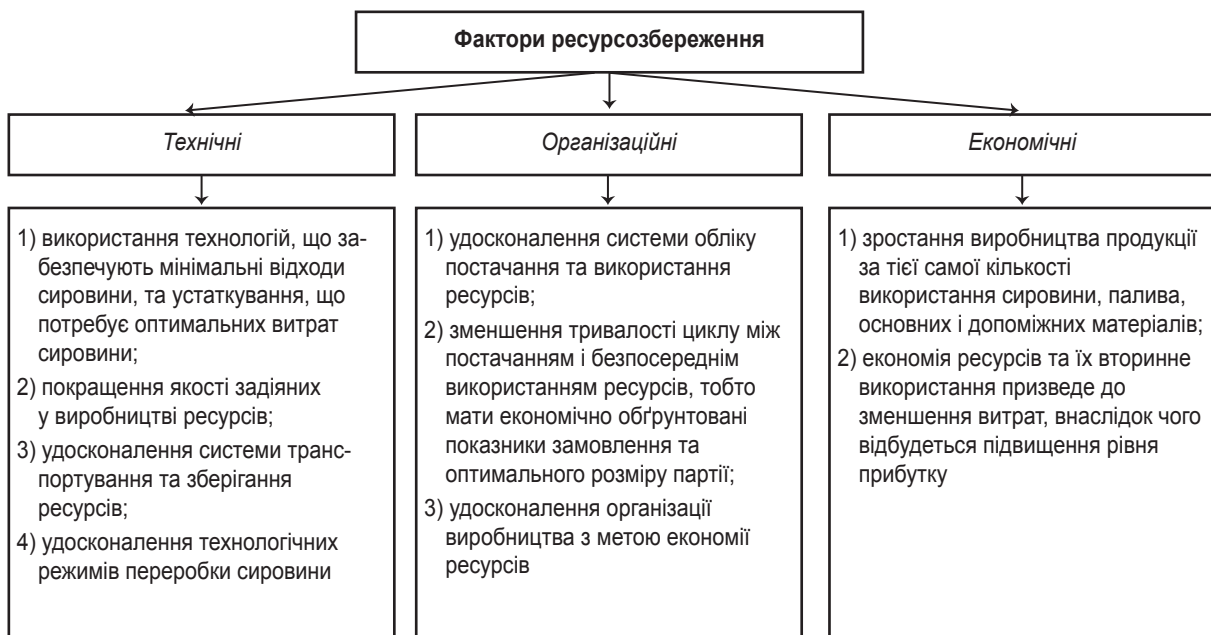 Фактори ресурсозбереження
Технічні
Організаційні
Економічні
1) використання технологій, що за-
безпечують мінімальні відходи
сировини, та устаткування, що
потребує оптимальних витрат
сировини;
2) покращення якості задіяних
у виробництві ресурсів;
3) удосконалення системи транс-
портування та зберігання
ресурсів;
4) удосконалення технологічних
режимів переробки сировини
1) удосконалення системи обліку
постачання та використання
ресурсів;
2) зменшення тривалості циклу між
постачанням і безпосереднім
використанням ресурсів, тобто
мати економічно обґрунтовані
показники замовлення та
оптимального розміру партії;
3) удосконалення організації
виробництва з метою економії
ресурсів
1) зростання виробництва продукції
за тієї самої кількості
використання сировини, палива,
основних і допоміжних матеріалів;
2) економія ресурсів та їх вторинне
використання призведе до
зменшення витрат, внаслідок чого
відбудеться підвищення рівня
прибутку